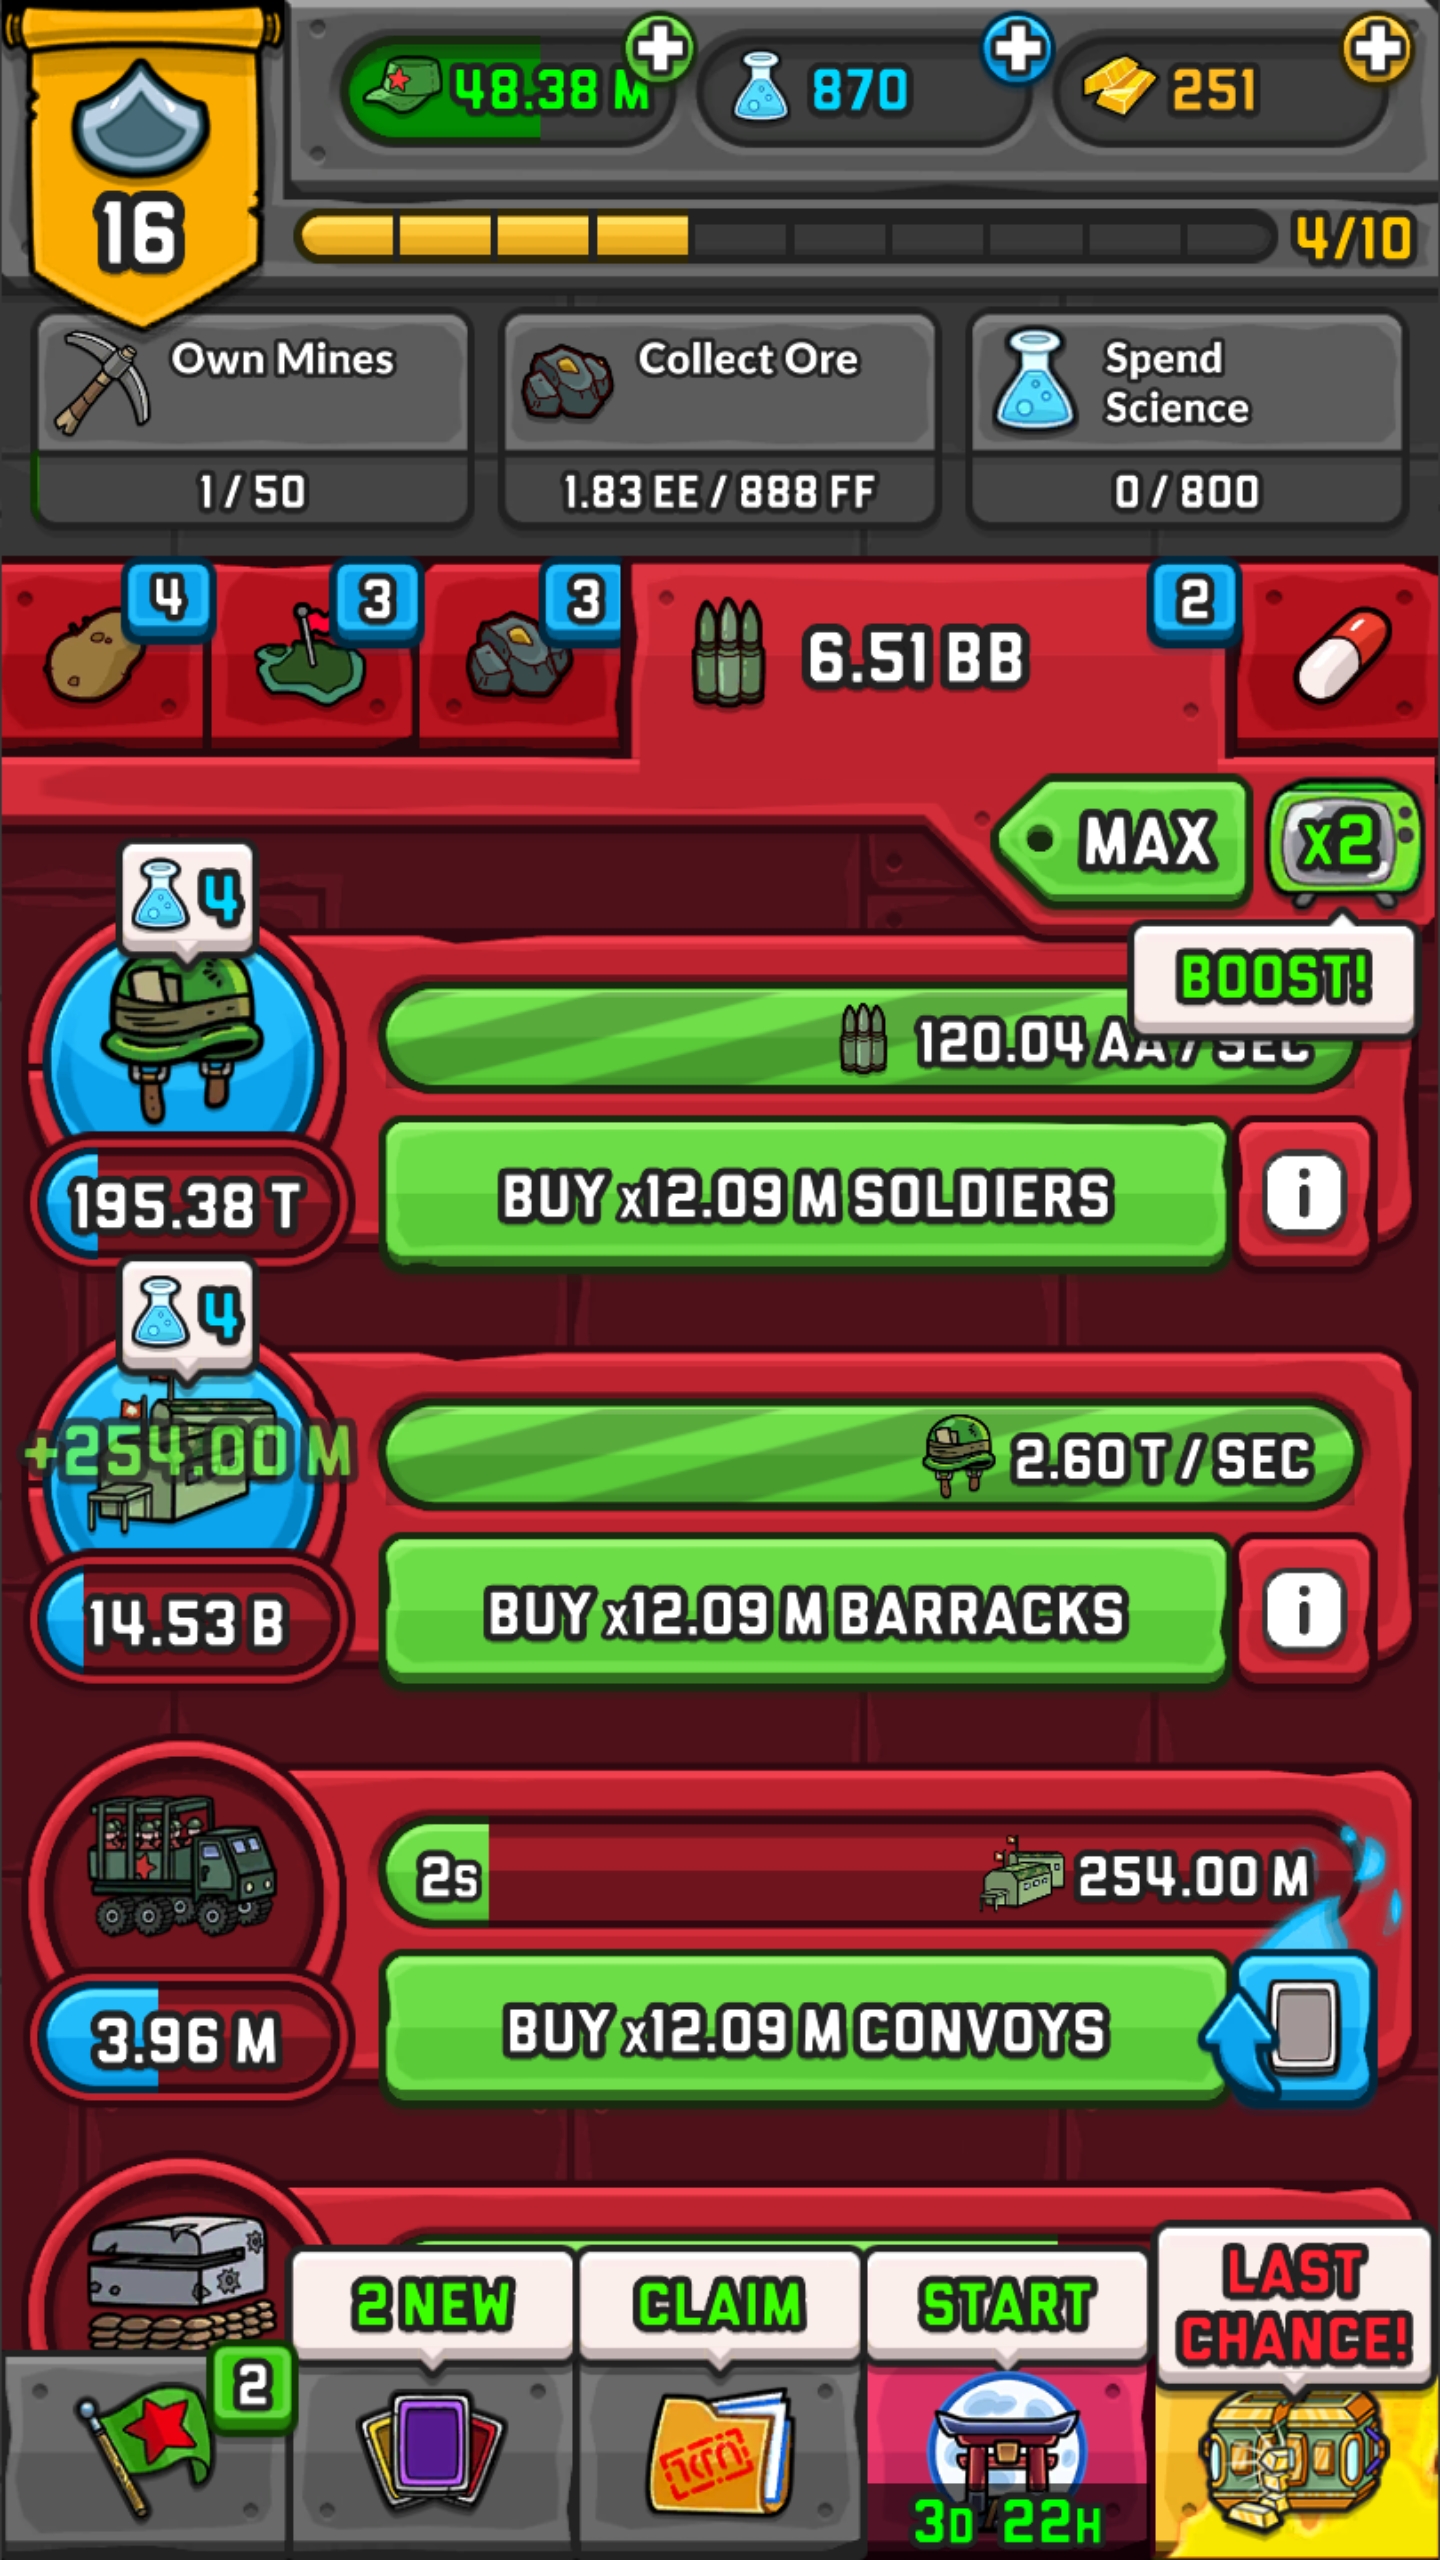 48.38 M
870
251
16
4/10
Own Mines
1 / 50
Collect Ore
1.83 EE / 888 FF
Spend
Science
0 / 800
4
3
3
6.51 BB
2
MAX
x2
BOOST!
4
120.04 AA / SEC
195.38 T
BUY x12.09 M SOLDIERS
i
4
+254.00 M
2.60 T / SEC
14.53 B
BUY x12.09 M BARRACKS
i
2s
254.00 M
3.96 M
BUY x12.09 M CONVOYS
2 NEW
CLAIM
START
LAST
CHANCE!
2
3D 22H